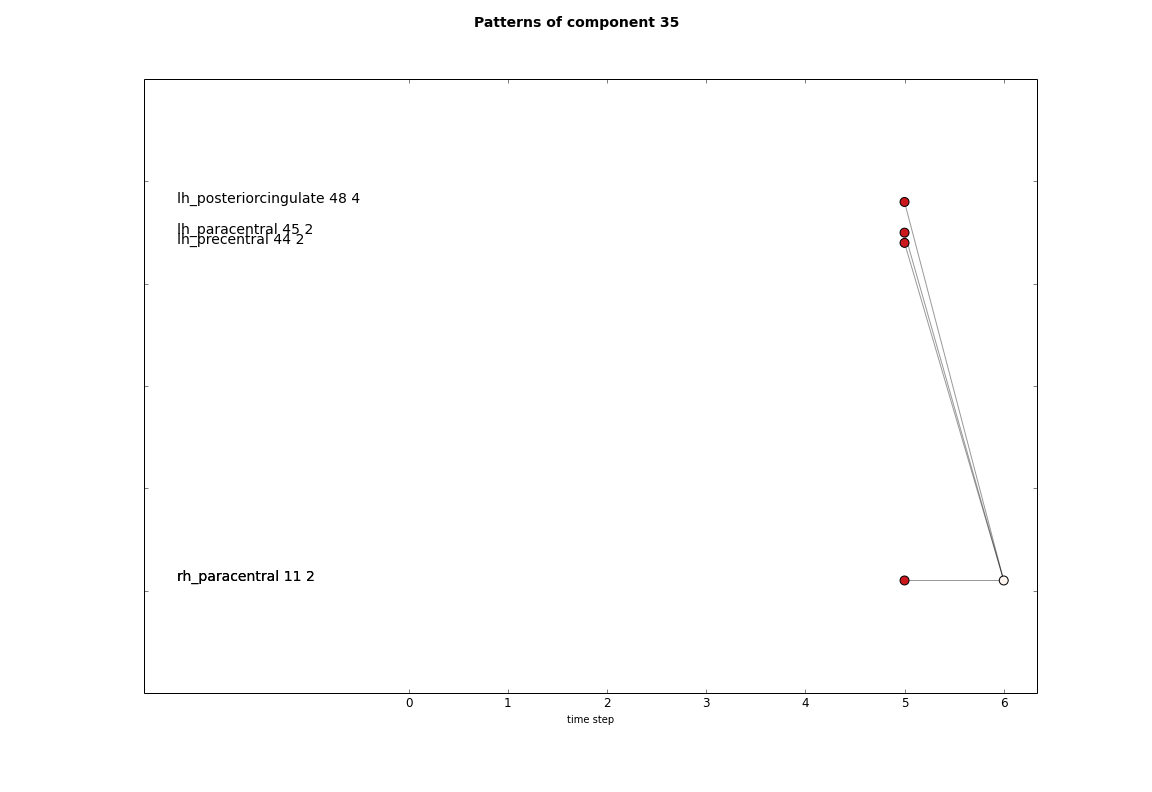 Patterns of component 35
lh_posteriorcingulate 48 4
lh_paracentral 45 2
lh_precentral 44 2
rh_paracentral 11 2
0 1 2 3 4 5 6
time step